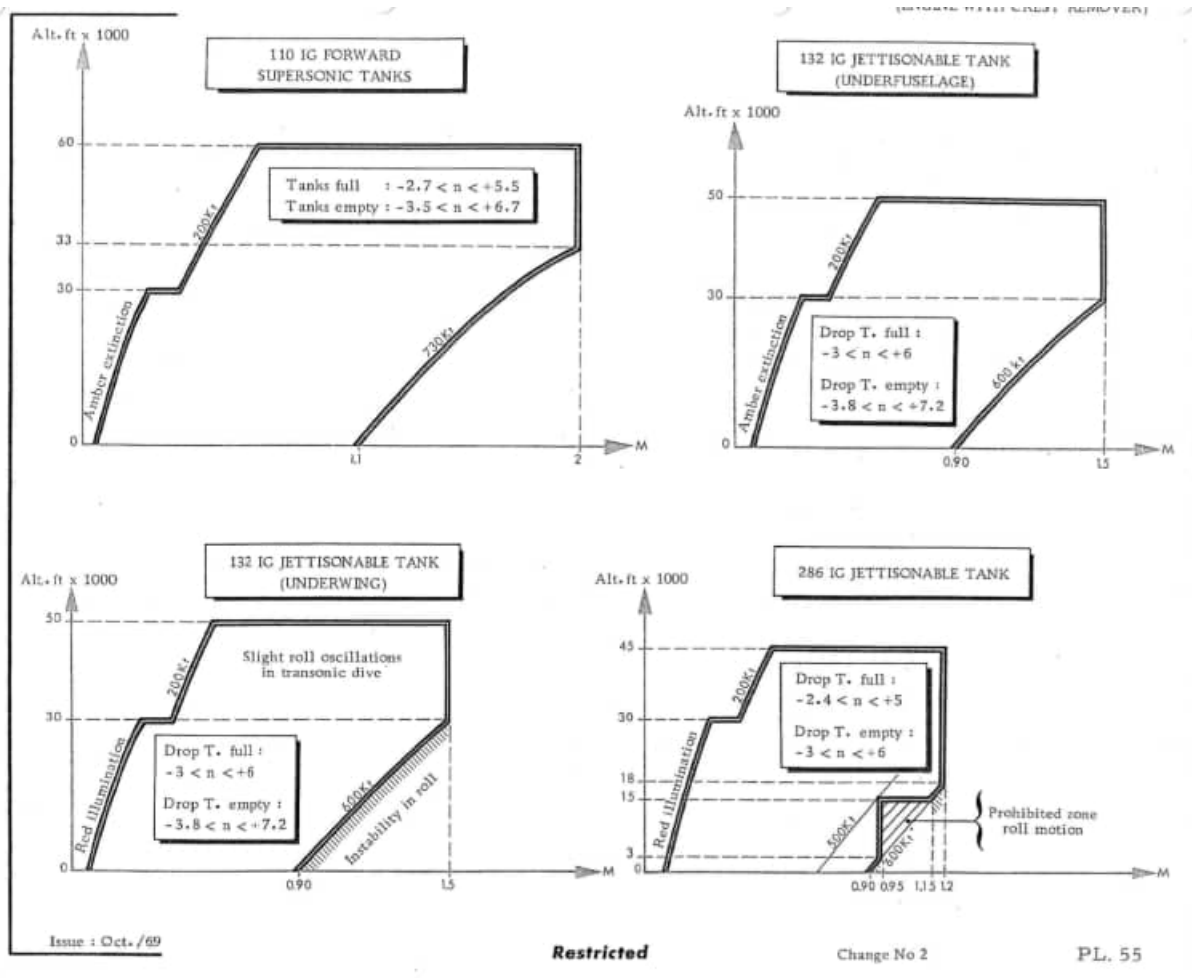 (ENGINE WITH CREST REMOVER)
Alt.ft x 1000
110 IG FORWARD
SUPERSONIC TANKS
60
33
30
0
Tanks full : -2.7 < n < +5.5
Tanks empty : -3.5 < n < +6.7
200Kt
Amber extinction
730Kt
1.1
2
M
132 IG JETTISONABLE TANK
(UNDERFUSELAGE)
Alt.ft x 1000
50
30
0
200Kt
Amber extinction
Drop T. full :
-3 < n < +6
Drop T. empty :
-3.8 < n < +7.2
600 kt
0.90
1.5
M
132 IG JETTISONABLE TANK
(UNDERWING)
Alt.ft x 1000
50
30
0
Slight roll oscillations
in transonic dive
200Kt
Red illumination
Drop T. full :
-3 < n < +6
Drop T. empty :
-3.8 < n < +7.2
600Kt
Instability in roll
0.90
1.5
M
286 IG JETTISONABLE TANK
Alt.ft x 1000
45
30
18
15
3
0
200Kt
Red illumination
Drop T. full :
-2.4 < n < +5
Drop T. empty :
-3 < n < +6
500Kt
600Kt
Prohibited zone
roll motion
0.90 0.95 1.15 1.2
M
Issue : Oct./69
Restricted
Change No 2
PL. 55